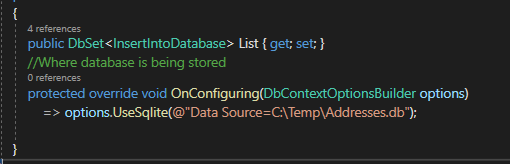 {
4 references
public DbSet<InsertIntoDatabase> List { get; set; }
//Where database is being stored
0 references
protected override void OnConfiguring(DbContextOptionsBuilder options)
=> options.UseSqlite(@"Data Source=C:\Temp\Addresses.db");
}